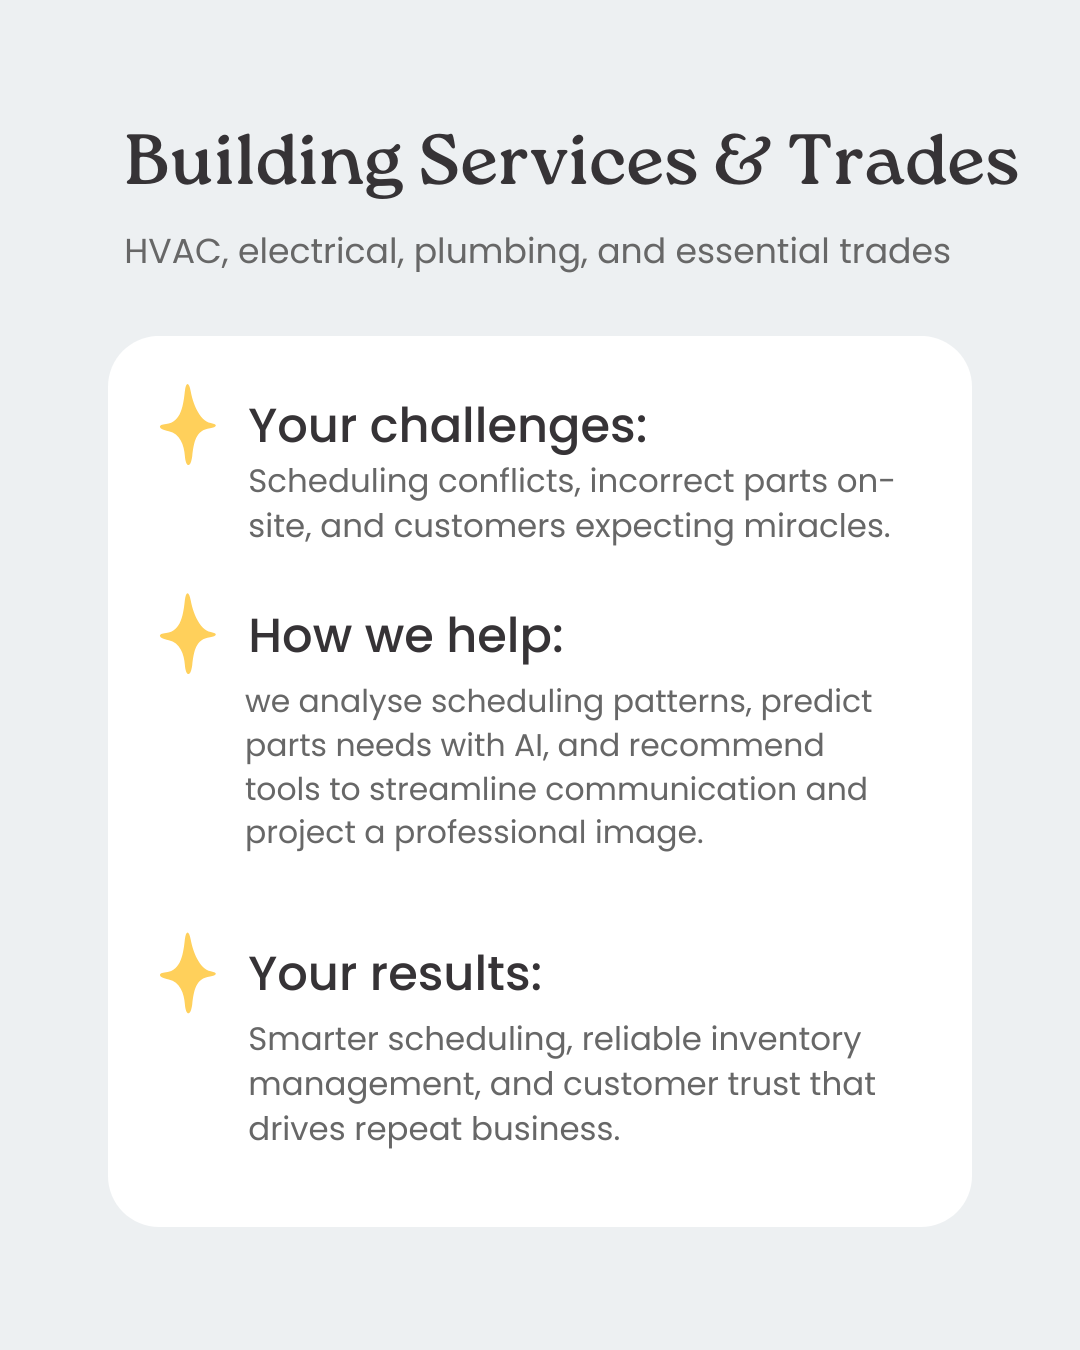 Building Services & Trades
HVAC, electrical, plumbing, and essential trades
Your challenges:
Scheduling conflicts, incorrect parts on-
site, and customers expecting miracles.
How we help:
we analyse scheduling patterns, predict
parts needs with AI, and recommend
tools to streamline communication and
project a professional image.
Your results:
Smarter scheduling, reliable inventory
management, and customer trust that
drives repeat business.